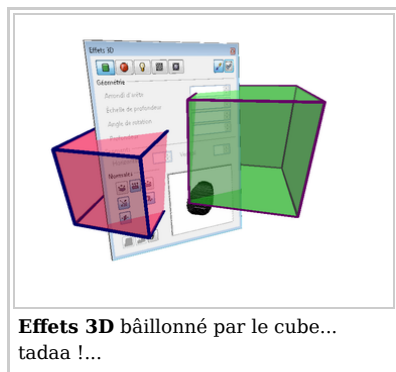 Effets 3D
Géométrie
Arrondi d'arête
Échelle de profondeur
Angle de rotation
Profondeur
Normales
Effets 3D bâillonné par le cube...
tadaa !...